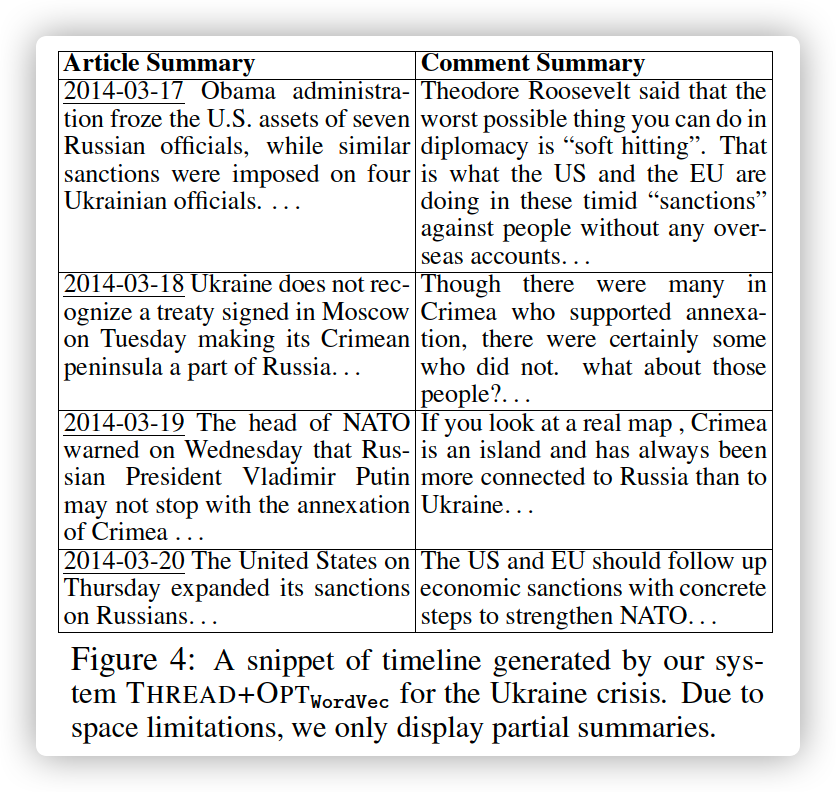 Article Summary
Comment Summary
2014-03-17 Obama administra-
tion froze the U.S. assets of seven
Russian officials, while similar
sanctions were imposed on four
Ukrainian officials. ...
Theodore Roosevelt said that the
worst possible thing you can do in
diplomacy is “soft hitting”. That
is what the US and the EU are
doing in these timid “sanctions”
against people without any over-
seas accounts...
2014-03-18 Ukraine does not rec-
ognize a treaty signed in Moscow
on Tuesday making its Crimean
peninsula a part of Russia...
Though there were many in
Crimea who supported annexa-
tion, there were certainly some
who did not. what about those
people?...
2014-03-19 The head of NATO
warned on Wednesday that Rus-
sian President Vladimir Putin
may not stop with the annexation
of Crimea ...
If you look at a real map , Crimea
is an island and has always been
more connected to Russia than to
Ukraine...
2014-03-20 The United States on
Thursday expanded its sanctions
on Russians...
The US and EU should follow up
economic sanctions with concrete
steps to strengthen NATO...
Figure 4: A snippet of timeline generated by our sys-
tem THREAD+OPTWordVec for the Ukraine crisis. Due to
space limitations, we only display partial summaries.